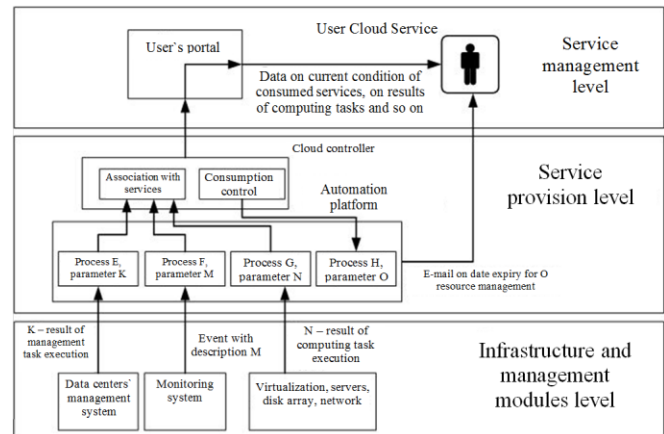 User Cloud Service
User's portal
Service
management
level
Data on current condition of
consumed services, on results
of computing tasks and so on
Cloud controller
Association with
services
Consumption
control
Service
provision level
Automation
platform
Process E,
parameter K
Process F,
parameter M
Process G,
parameter N
Process H,
parameter O
E-mail on date expiry for O
resource management
K – result of
management
task execution
Event with
description M
N – result of
computing task
execution
Infrastructure and
management
modules level
Data centers'
management
system
Monitoring
system
Virtualization, servers,
disk array, network